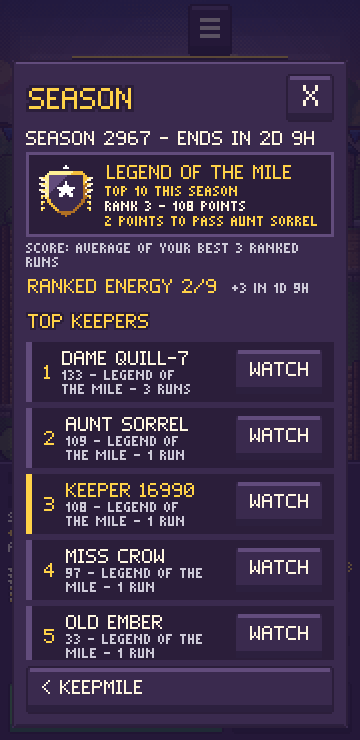 SEASON
X
SEASON 2967 - ENDS IN 2D 9H
LEGEND OF THE MILE
TOP 10 THIS SEASON
RANK 3 - 108 POINTS
2 POINTS TO PASS AUNT SORREL
SCORE: AVERAGE OF YOUR BEST 3 RANKED
RUNS
RANKED ENERGY 2/9 +3 IN 1D 9H
TOP KEEPERS
1 DAME QUILL-7
133 - LEGEND OF
THE MILE - 3 RUNS
WATCH
2 AUNT SORREL
109 - LEGEND OF
THE MILE - 1 RUN
WATCH
3 KEEPER 16990
108 - LEGEND OF
THE MILE - 1 RUN
WATCH
4 MISS CROW
97 - LEGEND OF THE
MILE - 1 RUN
WATCH
5 OLD EMBER
33 - LEGEND OF THE
MILE - 1 RUN
WATCH
< KEEPMILE